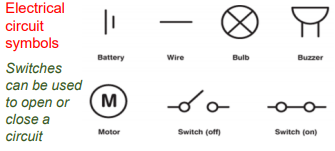 Electrical
circuit
symbols
Switches
can be used
to open or
close a
circuit
Battery
Wire
Bulb
Buzzer
M
Motor
Switch (off)
Switch (on)